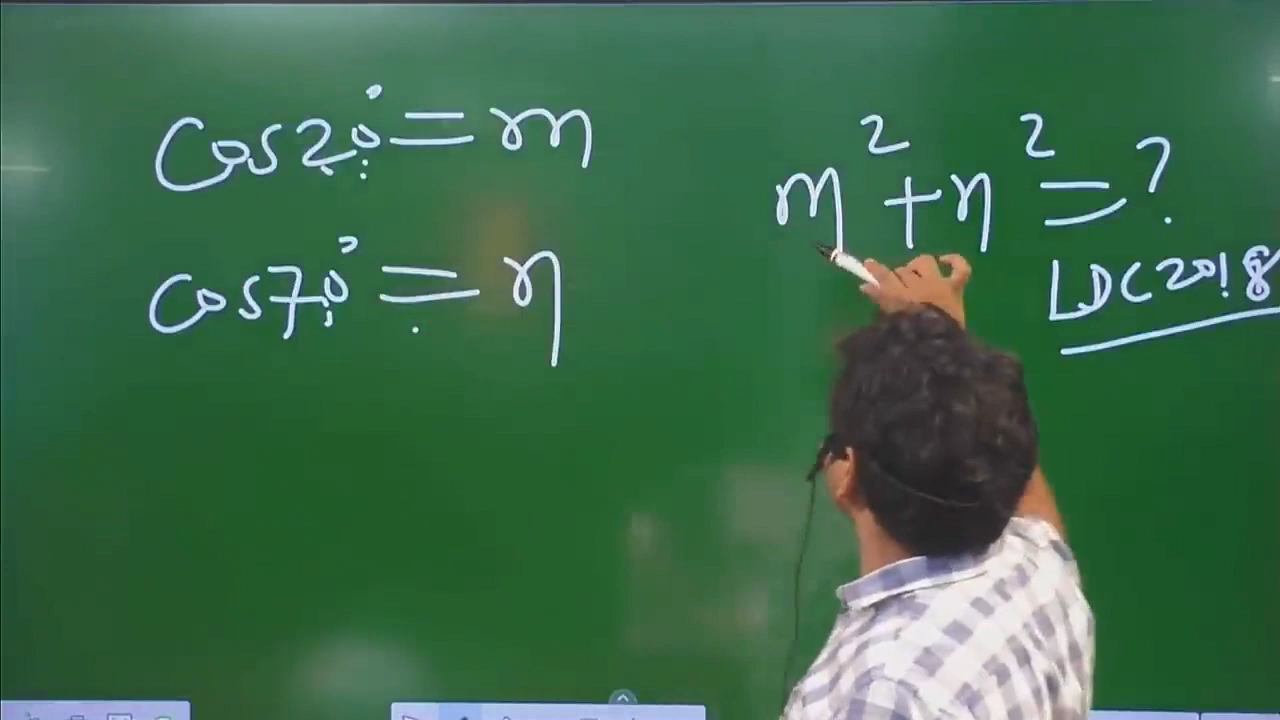 cos20° = m
cos70° = n
m² + n² = ?
LDC 2018